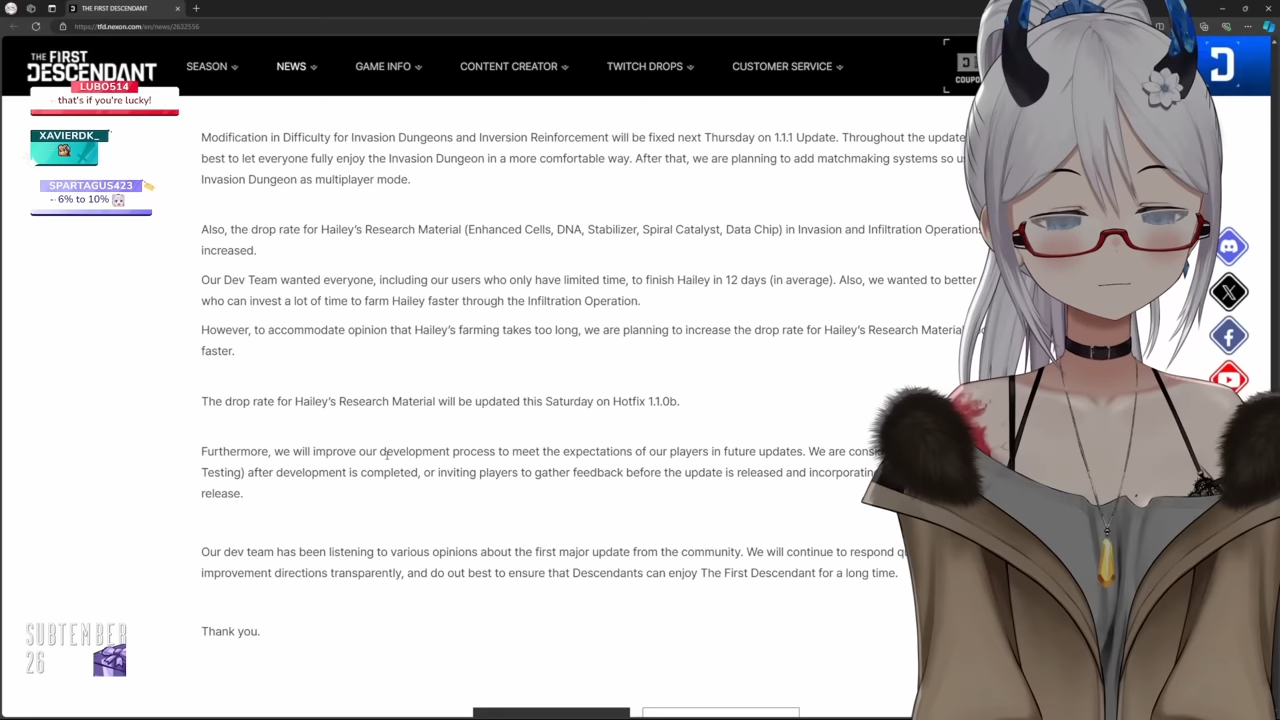 THE FIRST DESCENDANT
https://tfd.nexon.com/en/news/2632556
THE FIRST
DESCENDANT
SEASON
NEWS
GAME INFO
CONTENT CREATOR
TWITCH DROPS
CUSTOMER SERVICE
COUPO
LUBO514
that's if you're lucky!
XAVIERDK_
SPARTAGUS423
6% to 10%
Modification in Difficulty for Invasion Dungeons and Inversion Reinforcement will be fixed next Thursday on 1.1.1 Update. Throughout the update
best to let everyone fully enjoy the Invasion Dungeon in a more comfortable way. After that, we are planning to add matchmaking systems so u
Invasion Dungeon as multiplayer mode.
Also, the drop rate for Hailey's Research Material (Enhanced Cells, DNA, Stabilizer, Spiral Catalyst, Data Chip) in Invasion and Infiltration Operations
increased.
Our Dev Team wanted everyone, including our users who only have limited time, to finish Hailey in 12 days (in average). Also, we wanted to better
who can invest a lot of time to farm Hailey faster through the Infiltration Operation.
However, to accommodate opinion that Hailey's farming takes too long, we are planning to increase the drop rate for Hailey's Research Material
faster.
The drop rate for Hailey's Research Material will be updated this Saturday on Hotfix 1.1.0b.
Furthermore, we will improve our development process to meet the expectations of our players in future updates. We are consi
Testing) after development is completed, or inviting players to gather feedback before the update is released and incorporatin
release.
Our dev team has been listening to various opinions about the first major update from the community. We will continue to respond qu
improvement directions transparently, and do out best to ensure that Descendants can enjoy The First Descendant for a long time.
Thank you.
SUBTEMBER
26